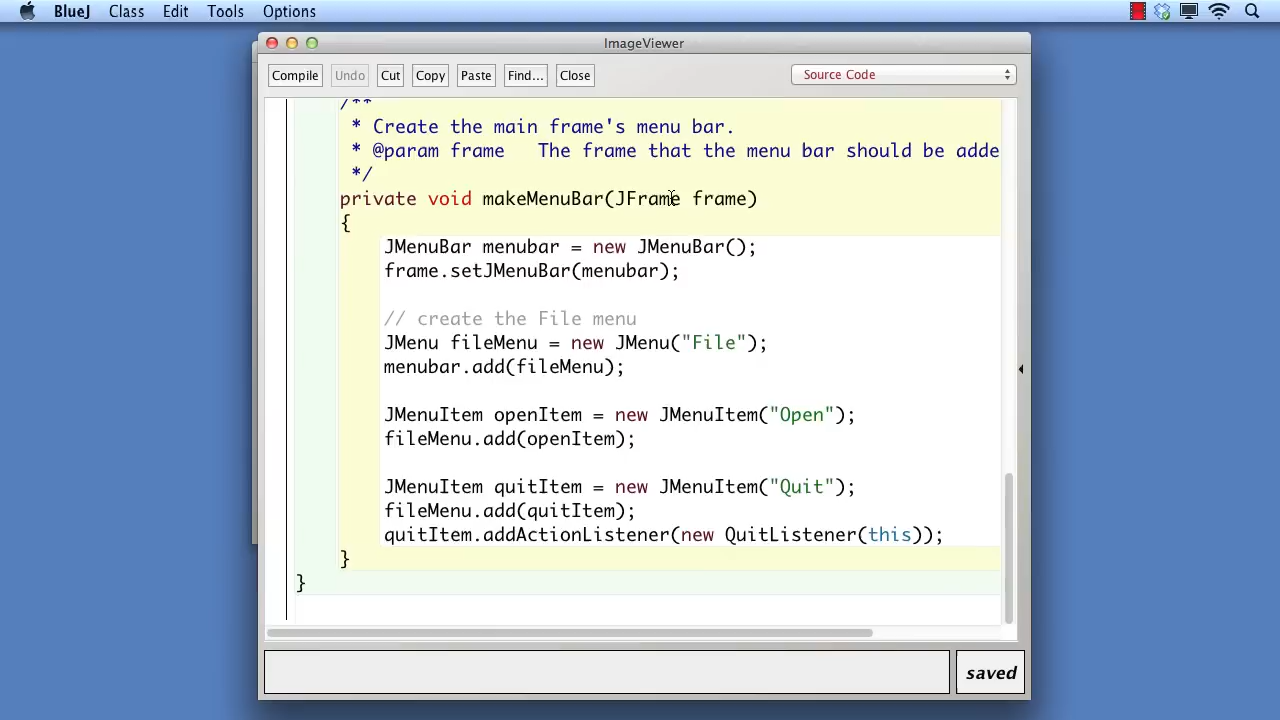 BlueJ Class Edit Tools Options
ImageViewer
Compile Undo Cut Copy Paste Find... Close Source Code
/**
* Create the main frame's menu bar.
* @param frame The frame that the menu bar should be adde
*/
private void makeMenuBar(JFrame frame)
{
JMenuBar menubar = new JMenuBar();
frame.setJMenuBar(menubar);
// create the File menu
JMenu fileMenu = new JMenu("File");
menubar.add(fileMenu);
JMenuItem openItem = new JMenuItem("Open");
fileMenu.add(openItem);
JMenuItem quitItem = new JMenuItem("Quit");
fileMenu.add(quitItem);
quitItem.addActionListener(new QuitListener(this));
}
}
saved